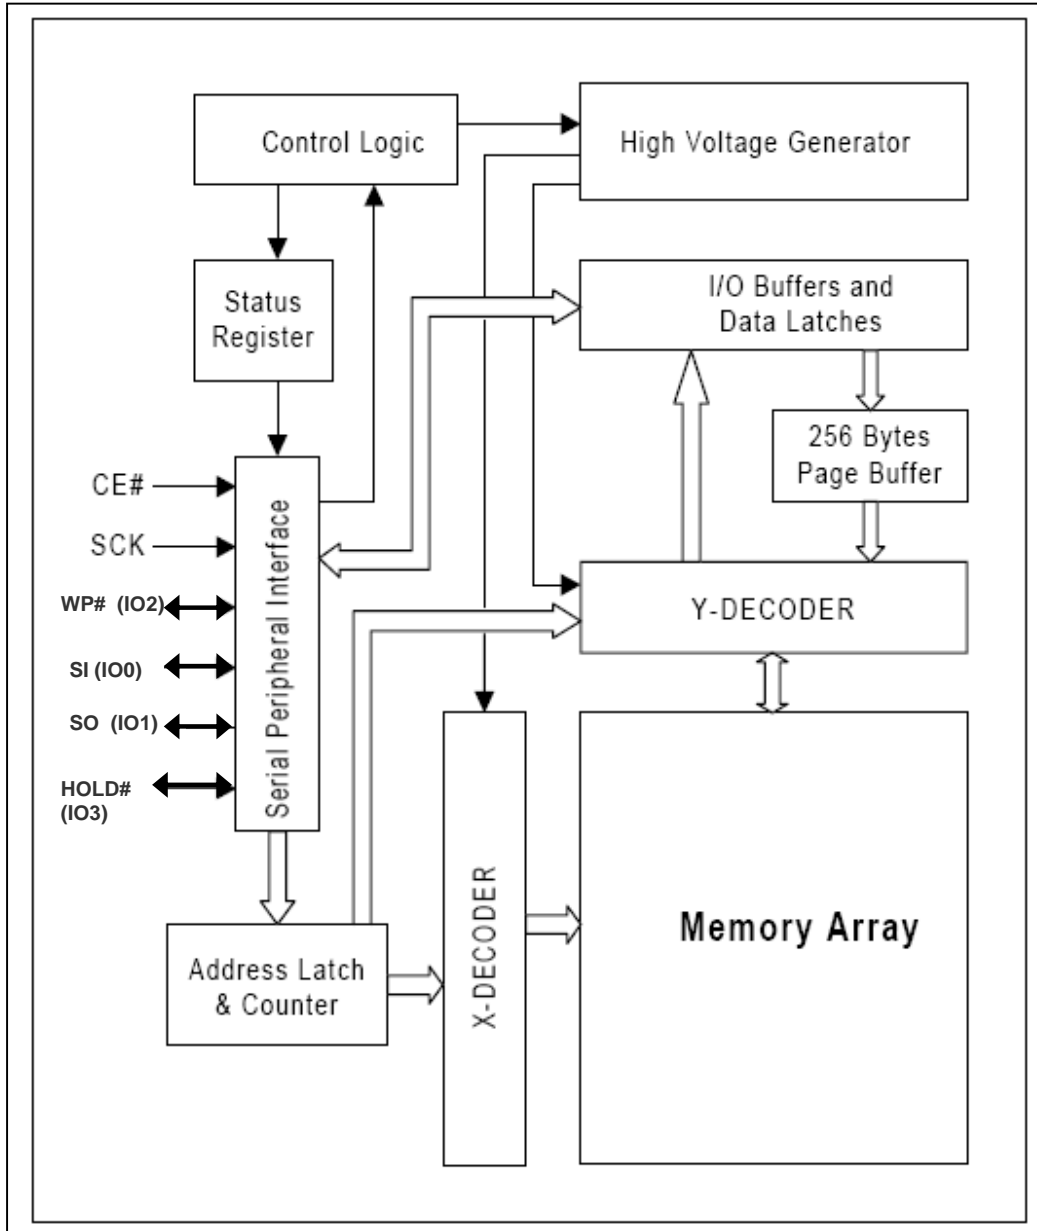 Control Logic
High Voltage Generator
Status
Register
I/O Buffers and
Data Latches
256 Bytes
Page Buffer
CE#
SCK
WP# (IO2)
SI (IO0)
SO (IO1)
HOLD#
(IO3)
Serial Peripheral Interface
Y-DECODER
X-DECODER
Memory Array
Address Latch
& Counter